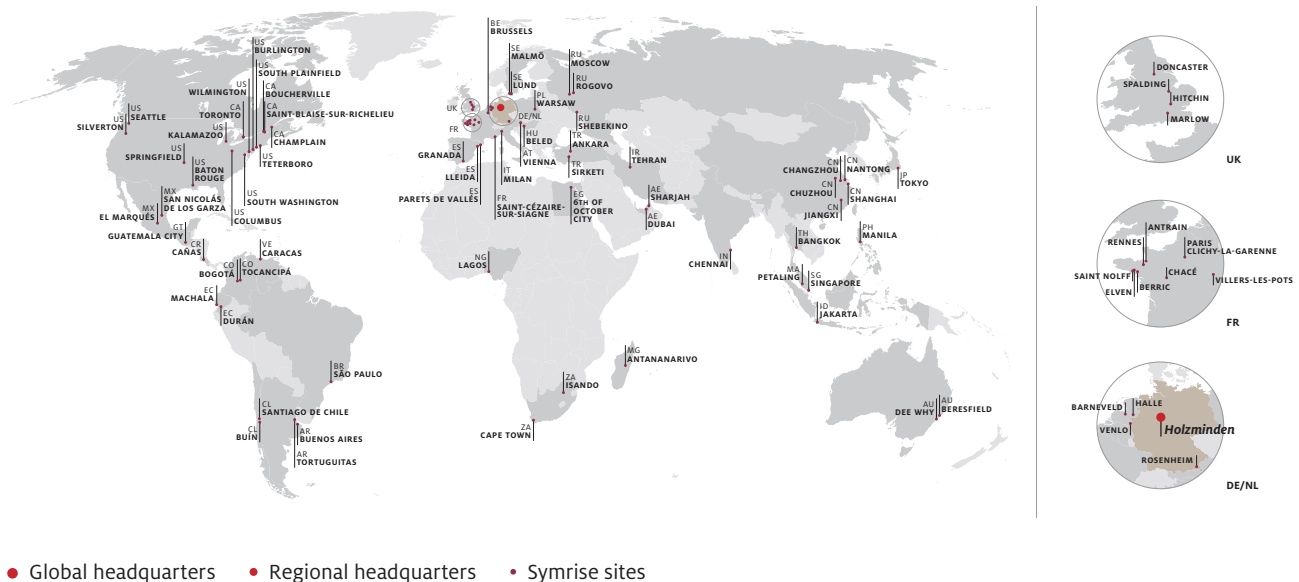 BE
BRUSSELS
US
BURLINGTON
US
SOUTH PLAINFIELD
US
WILMINGTON
CA
BOUCHERVILLE
CA
TORONTO
CA
SAINT-BLAISE-SUR-RICHELIEU
US
SEATTLE
US
SILVERTON
US
KALAMAZOO
CA
CHAMPLAIN
US
SPRINGFIELD
US
TETERBORO
US
BATON
ROUGE
US
SOUTH WASHINGTON
US
COLUMBUS
MX
SAN NICOLÁS
DE LOS GARZA
MX
EL MARQUÉS
GT
GUATEMALA CITY
CR
CAÑAS
VE
CARACAS
CO
BOGOTÁ
CO
TOCANCIPÁ
EC
MACHALA
EC
DURÁN
BR
SÃO PAULO
CL
SANTIAGO DE CHILE
CL
BUIN
AR
BUENOS AIRES
AR
TORTUGUITAS
SE
MALMÖ
SE
LUND
RU
MOSCOW
RU
ROGOVO
PL
WARSAW
UK
DE/NL
FR
RU
SHEBEKINO
HU
BELED
TR
ANKARA
AT
VIENNA
TR
SIRKETI
ES
GRANADA
ES
LLEIDA
IT
MILAN
ES
PARETS DE VALLÉS
FR
SAINT-CÉZAIRE-
SUR-SIAGNE
EG
6TH OF
OCTOBER
CITY
IR
TEHRAN
AE
SHARJAH
AE
DUBAI
NG
LAGOS
MG
ANTANANARIVO
ZA
ISANDO
ZA
CAPE TOWN
CN
CHANGZHOU
CN
NANTONG
CN
CHUZHOU
CN
SHANGHAI
CN
JIANGXI
JP
TOKYO
IN
CHENNAI
TH
BANGKOK
PH
MANILA
MA
PETALING
SG
SINGAPORE
ID
JAKARTA
AU
DEE WHY
AU
BERESFIELD
DONCASTER
SPALDING
HITCHIN
MARLOW
UK
ANTRAIN
RENNES
PARIS
CLICHY-LA-GARENNE
SAINT NOLFF
CHACÉ
BERRIC
ELVEN
VILLERS-LES-POTS
FR
BARNEVELD
HALLE
VENLO
Holzminden
ROSENHEIM
DE/NL
Global headquarters
Regional headquarters
Symrise sites